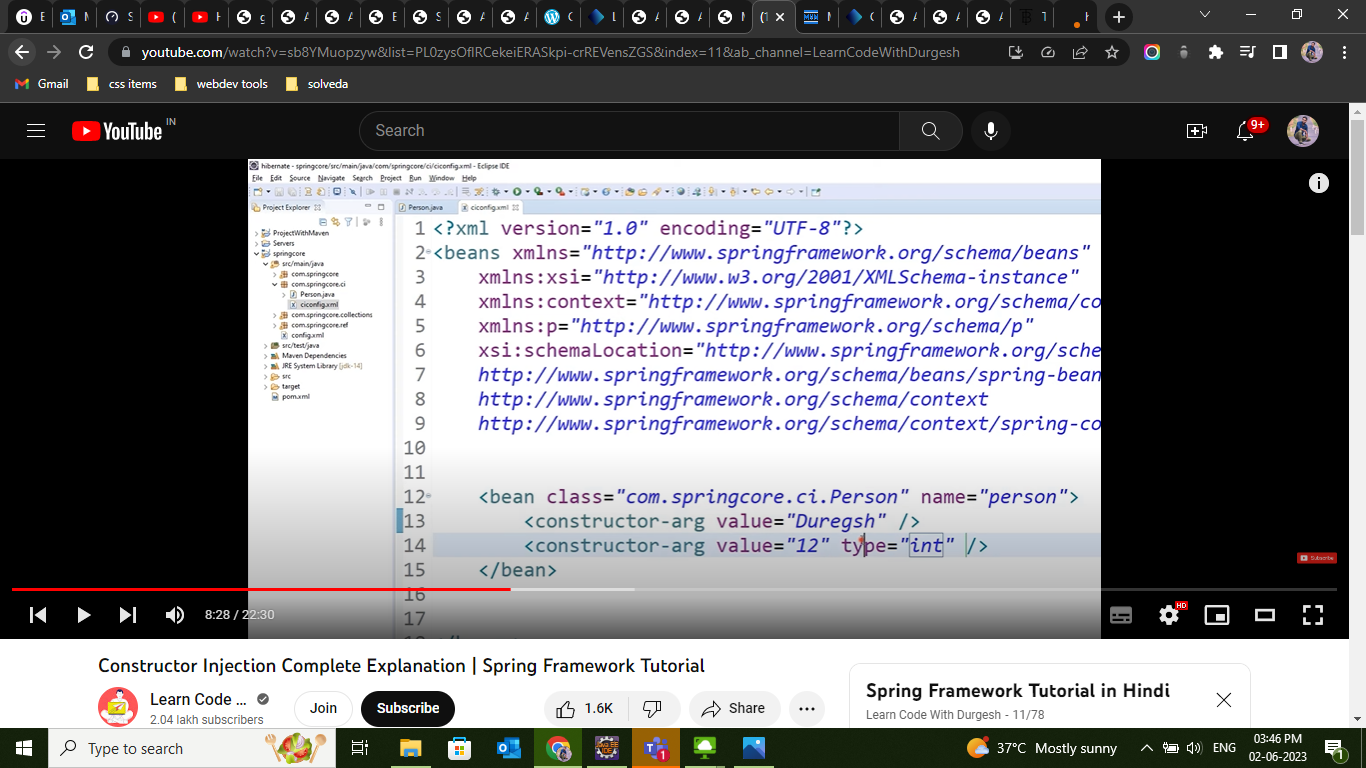 youtube.com/watch?v=sb8YMuopzyw&list=PL0zysOflRCekeiERASkpi-crREVensZGS&index=11&ab_channel=LearnCodeWithDurgesh
Gmail css items webdev tools solveda
YouTube IN
Search
9+
hibernate - springcore/src/main/java/com/springcore/ci/ciconfig.xml - Eclipse IDE
File Edit Source Navigate Search Project Run Window Help
Project Explorer
Person.java ciconfig.xml
ProjectWithMaven
Servers
springcore
src/main/java
com.springcore
com.springcore.ci
Person.java
ciconfig.xml
com.springcore.collections
com.springcore.ref
config.xml
src/test/java
Maven Dependencies
JRE System Library [jdk-14]
src
target
pom.xml
1 <?xml version="1.0" encoding="UTF-8"?>
2 <beans xmlns="http://www.springframework.org/schema/beans"
3 xmlns:xsi="http://www.w3.org/2001/XMLSchema-instance"
4 xmlns:context="http://www.springframework.org/schema/co
5 xmlns:p="http://www.springframework.org/schema/p"
6 xsi:schemaLocation="http://www.springframework.org/sche
7 http://www.springframework.org/schema/beans/spring-bean
8 http://www.springframework.org/schema/context
9 http://www.springframework.org/schema/context/spring-co
10
11
12 <bean class="com.springcore.ci.Person" name="person">
13 <constructor-arg value="Duregsh" />
14 <constructor-arg value="12" type="int" />
15 </bean>
16
17
Subscribe
8:28 / 22:30
HD
Constructor Injection Complete Explanation | Spring Framework Tutorial
Learn Code ...
2.04 lakh subscribers
Join
Subscribe
1.6K
Share
Spring Framework Tutorial in Hindi
Learn Code With Durgesh - 11/78
Type to search
37°C Mostly sunny
ENG
03:46 PM
02-06-2023